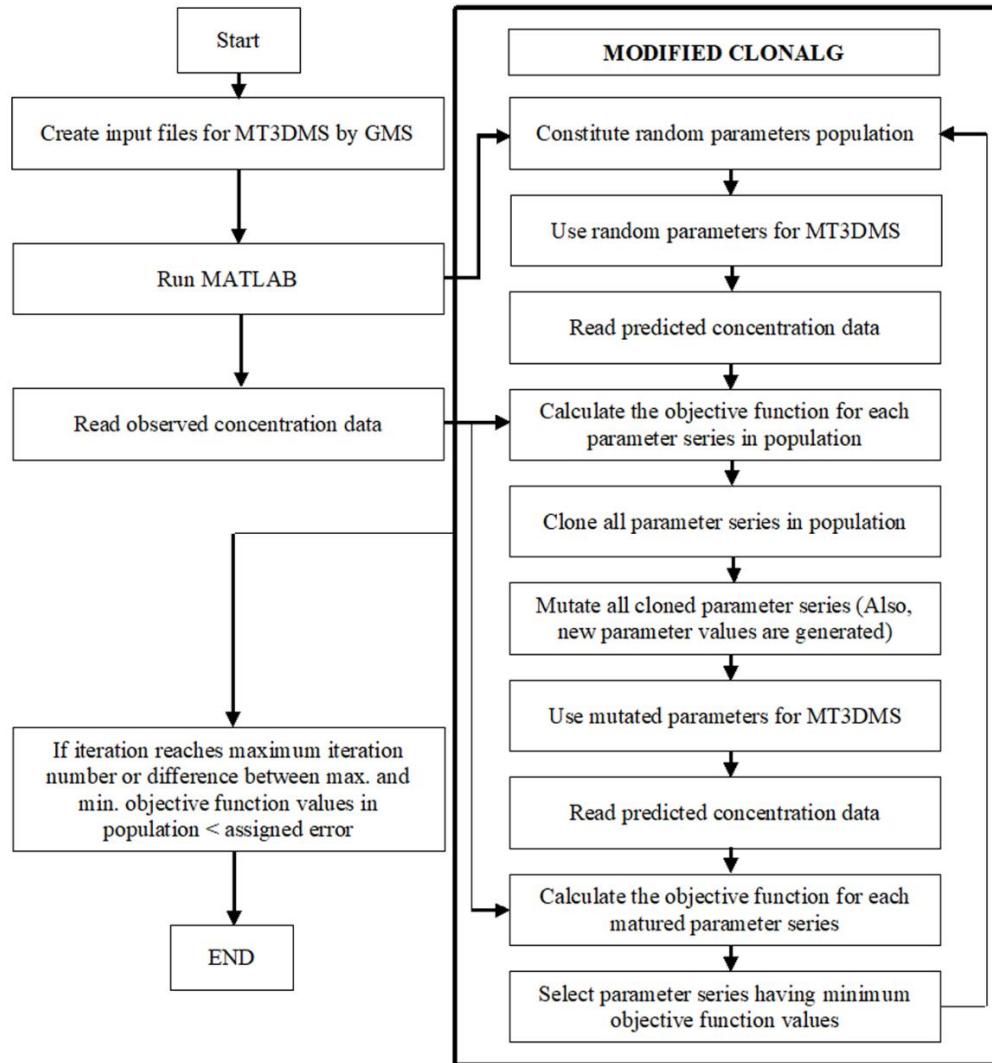 Start
Create input files for MT3DMS by GMS
Run MATLAB
Read observed concentration data
If iteration reaches maximum iteration
number or difference between max. and
min. objective function values in
population < assigned error
END
MODIFIED CLONALG
Constitute random parameters population
Use random parameters for MT3DMS
Read predicted concentration data
Calculate the objective function for each
parameter series in population
Clone all parameter series in population
Mutate all cloned parameter series (Also,
new parameter values are generated)
Use mutated parameters for MT3DMS
Read predicted concentration data
Calculate the objective function for each
matured parameter series
Select parameter series having minimum
objective function values